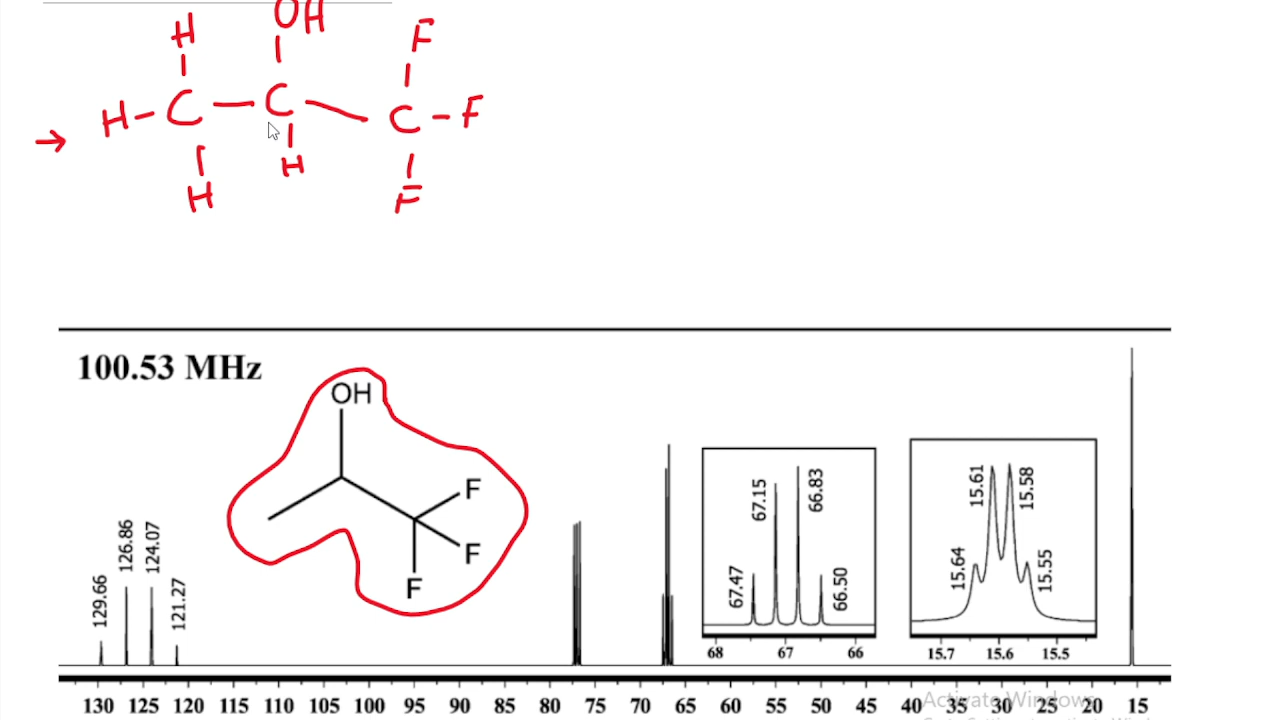 OH
H F
H-C-C-C-F
→
H
H F
100.53 MHz
OH
F
F
F
129.66
126.86
124.07
121.27
67.47
67.15
66.83
66.50
68 67 66
15.64
15.61
15.58
15.55
15.7 15.6 15.5
130 125 120 115 110 105 100 95 90 85 80 75 70 65 60 55 50 45 40 35 30 25 20 15
Activate Windows